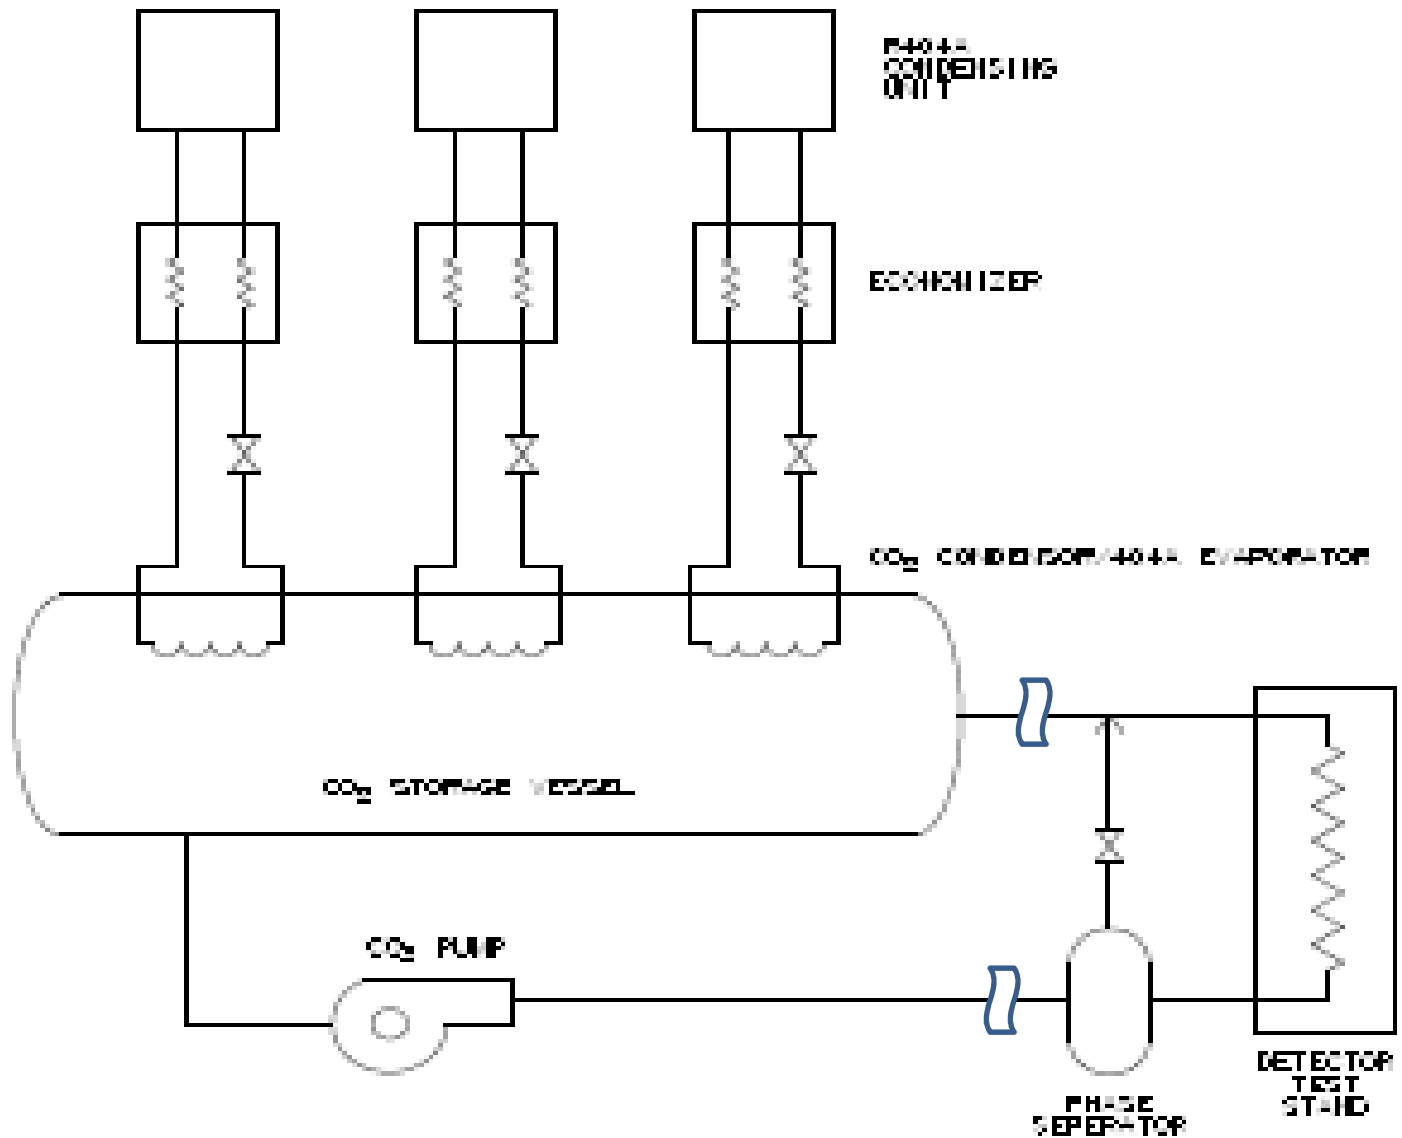 R404A
CONDENSING
UNIT
ECONOMIZER
CO2 CONDENSOR/404A EVAPORATOR
CO2 STORAGE VESSEL
CO2 PUMP
DETECTOR
TEST
STAND
PHASE
SEPERATOR